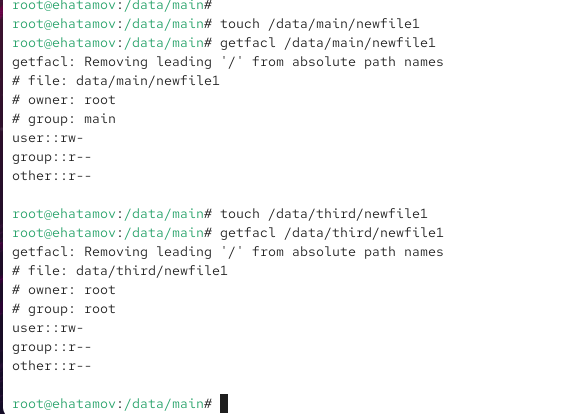 root@ehatamov:/data/main#
root@ehatamov:/data/main# touch /data/main/newfile1
root@ehatamov:/data/main# getfacl /data/main/newfile1
getfacl: Removing leading '/' from absolute path names
# file: data/main/newfile1
# owner: root
# group: main
user::rw-
group::r--
other::r--
root@ehatamov:/data/main# touch /data/third/newfile1
root@ehatamov:/data/main# getfacl /data/third/newfile1
getfacl: Removing leading '/' from absolute path names
# file: data/third/newfile1
# owner: root
# group: root
user::rw-
group::r--
other::r--
root@ehatamov:/data/main#